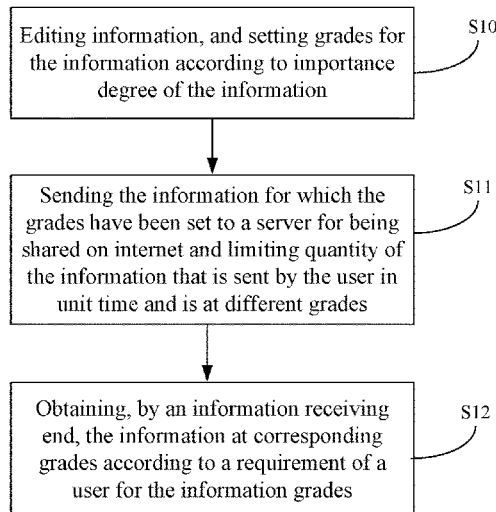 Editing information, and setting grades for
the information according to importance
degree of the information
S10
Sending the information for which the
grades have been set to a server for being
shared on internet and limiting quantity of
the information that is sent by the user in
unit time and is at different grades
S11
Obtaining, by an information receiving
end, the information at corresponding
grades according to a requirement of a
user for the information grades
S12